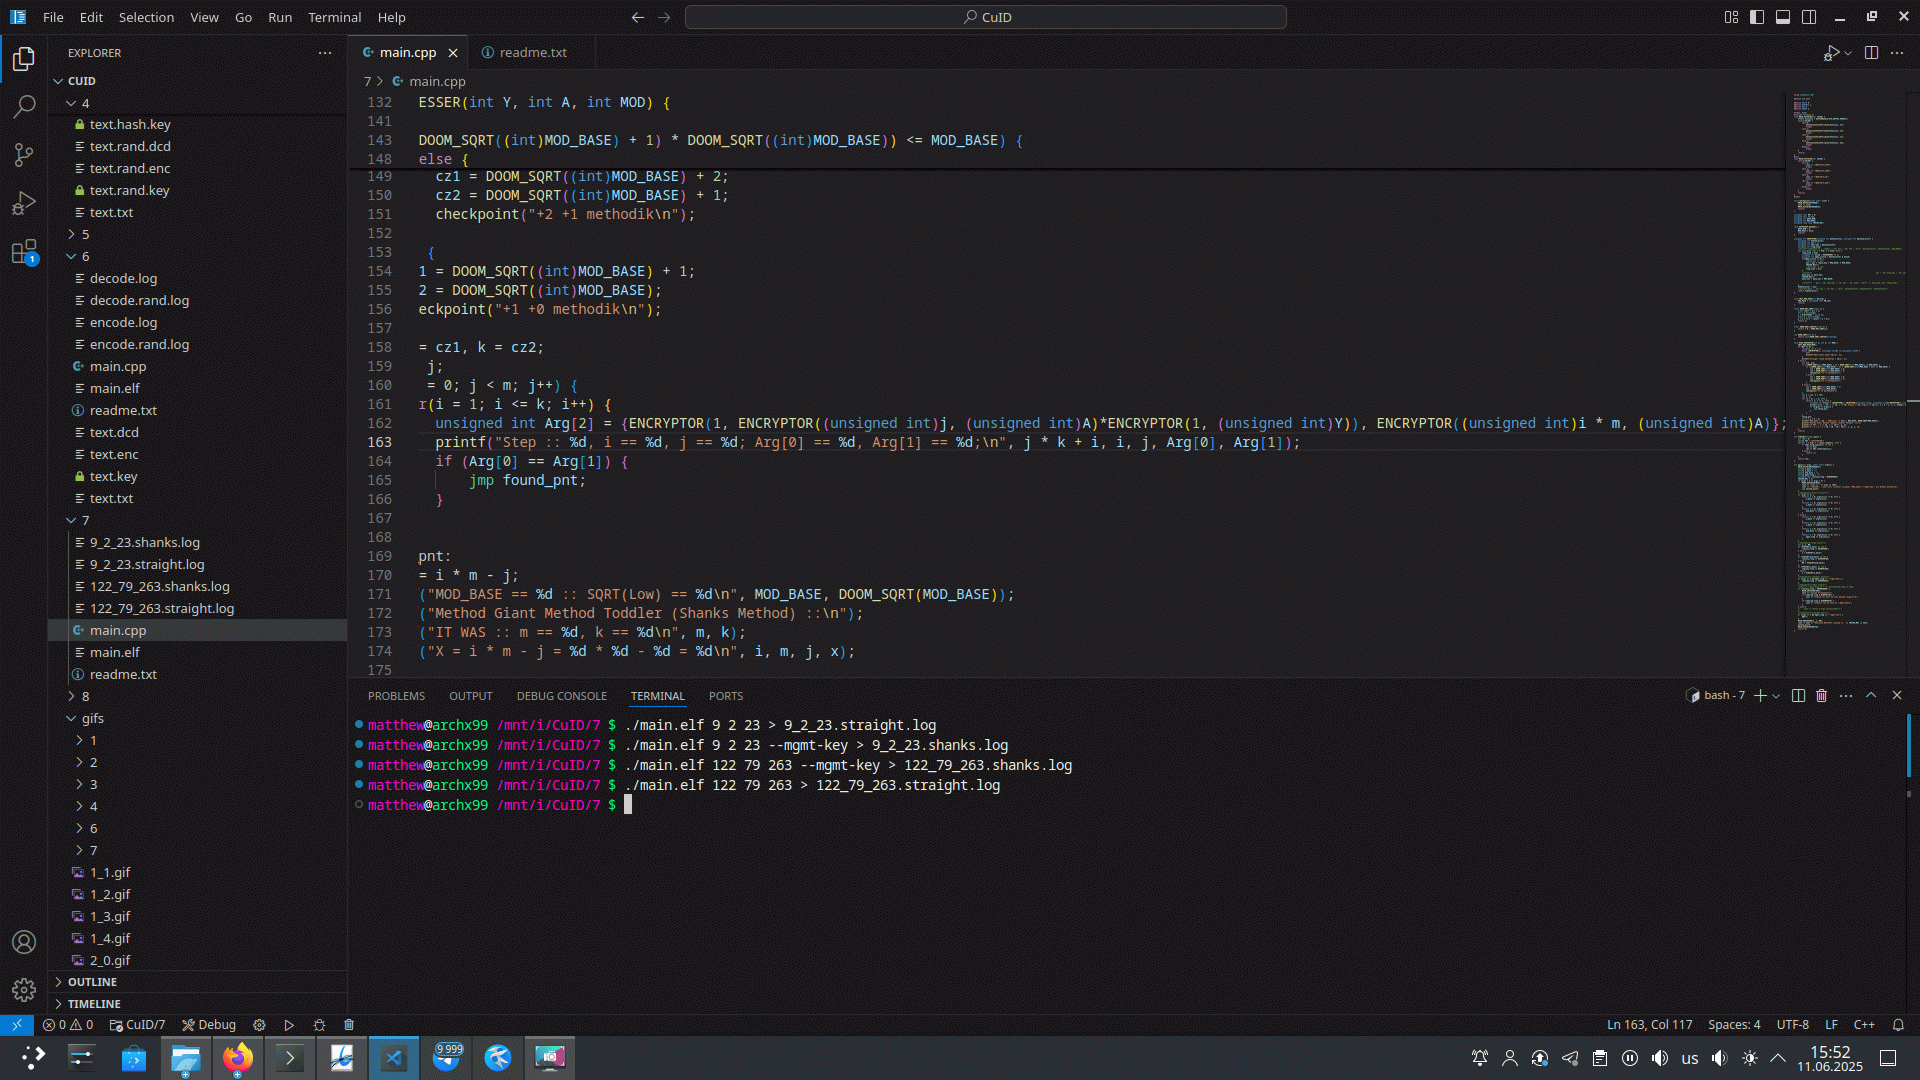 File Edit Selection View Go Run Terminal Help
CuID
EXPLORER
CUID
4
text.hash.key
text.rand.dcd
text.rand.enc
text.rand.key
text.txt
5
6
decode.log
decode.rand.log
encode.log
encode.rand.log
main.cpp
main.elf
readme.txt
text.dcd
text.enc
text.key
text.txt
7
9_2_23.shanks.log
9_2_23.straight.log
122_79_263.shanks.log
122_79_263.straight.log
main.cpp
main.elf
readme.txt
8
gifs
1
2
3
4
6
7
1_1.gif
1_2.gif
1_3.gif
1_4.gif
2_0.gif
OUTLINE
TIMELINE
1
main.cpp readme.txt
7 > main.cpp
132 ESSER(int Y, int A, int MOD) {
141
143 DOOM_SQRT((int)MOD_BASE) + 1) * DOOM_SQRT((int)MOD_BASE)) <= MOD_BASE) {
148 else {
149 cz1 = DOOM_SQRT((int)MOD_BASE) + 2;
150 cz2 = DOOM_SQRT((int)MOD_BASE) + 1;
151 checkpoint("+2 +1 methodik\n");
152
153 {
154 1 = DOOM_SQRT((int)MOD_BASE) + 1;
155 2 = DOOM_SQRT((int)MOD_BASE);
156 eckpoint("+1 +0 methodik\n");
157
158 = cz1, k = cz2;
159 j;
160 = 0; j < m; j++) {
161 r(i = 1; i <= k; i++) {
162 unsigned int Arg[2] = {ENCRYPTOR(1, ENCRYPTOR((unsigned int)j, (unsigned int)A)*ENCRYPTOR(1, (unsigned int)Y)), ENCRYPTOR((unsigned int)i * m, (unsigned int)A)};
163 printf("Step :: %d, i == %d, j == %d; Arg[0] == %d, Arg[1] == %d;\n", j * k + i, i, j, Arg[0], Arg[1]);
164 if (Arg[0] == Arg[1]) {
165 jmp found_pnt;
166 }
167
168
169 pnt:
170 = i * m - j;
171 ("MOD_BASE == %d :: SQRT(Low) == %d\n", MOD_BASE, DOOM_SQRT(MOD_BASE));
172 ("Method Giant Method Toddler (Shanks Method) ::\n");
173 ("IT WAS :: m == %d, k == %d\n", m, k);
174 ("X = i * m - j = %d * %d - %d = %d\n", i, m, j, x);
175
PROBLEMS OUTPUT DEBUG CONSOLE TERMINAL PORTS
bash - 7
matthew@archx99 /mnt/i/CuID/7 $ ./main.elf 9 2 23 > 9_2_23.straight.log
matthew@archx99 /mnt/i/CuID/7 $ ./main.elf 9 2 23 --mgmt-key > 9_2_23.shanks.log
matthew@archx99 /mnt/i/CuID/7 $ ./main.elf 122 79 263 --mgmt-key > 122_79_263.shanks.log
matthew@archx99 /mnt/i/CuID/7 $ ./main.elf 122 79 263 > 122_79_263.straight.log
matthew@archx99 /mnt/i/CuID/7 $
0 0 CuID/7 Debug
Ln 163, Col 117 Spaces: 4 UTF-8 LF C++
9 999
us
15:52
11.06.2025